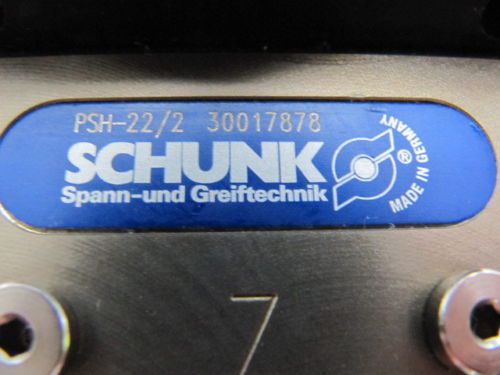 PSH-22/2 30017878
SCHUNK ®
Spann-und Greiftechnik
MADE IN GERMANY
7